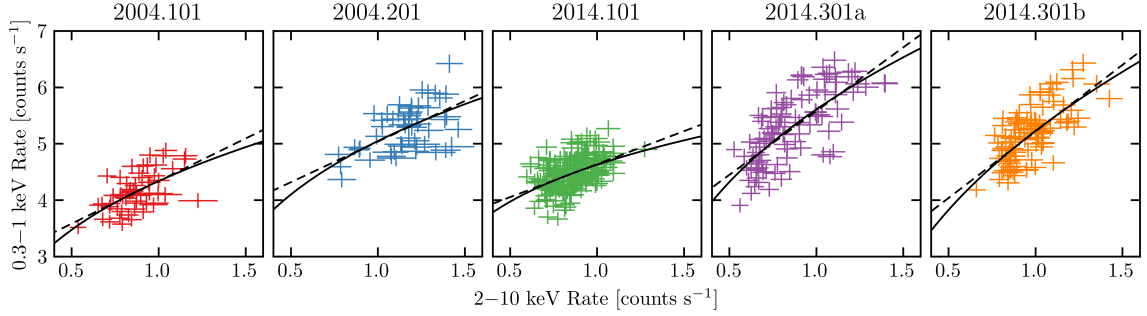 2004.101 2004.201 2014.101 2014.301a 2014.301b
0.3−1 keV Rate [counts s⁻¹]
7
6
5
4
3
0.5 1.0 1.5 0.5 1.0 1.5 0.5 1.0 1.5 0.5 1.0 1.5 0.5 1.0 1.5
2−10 keV Rate [counts s⁻¹]